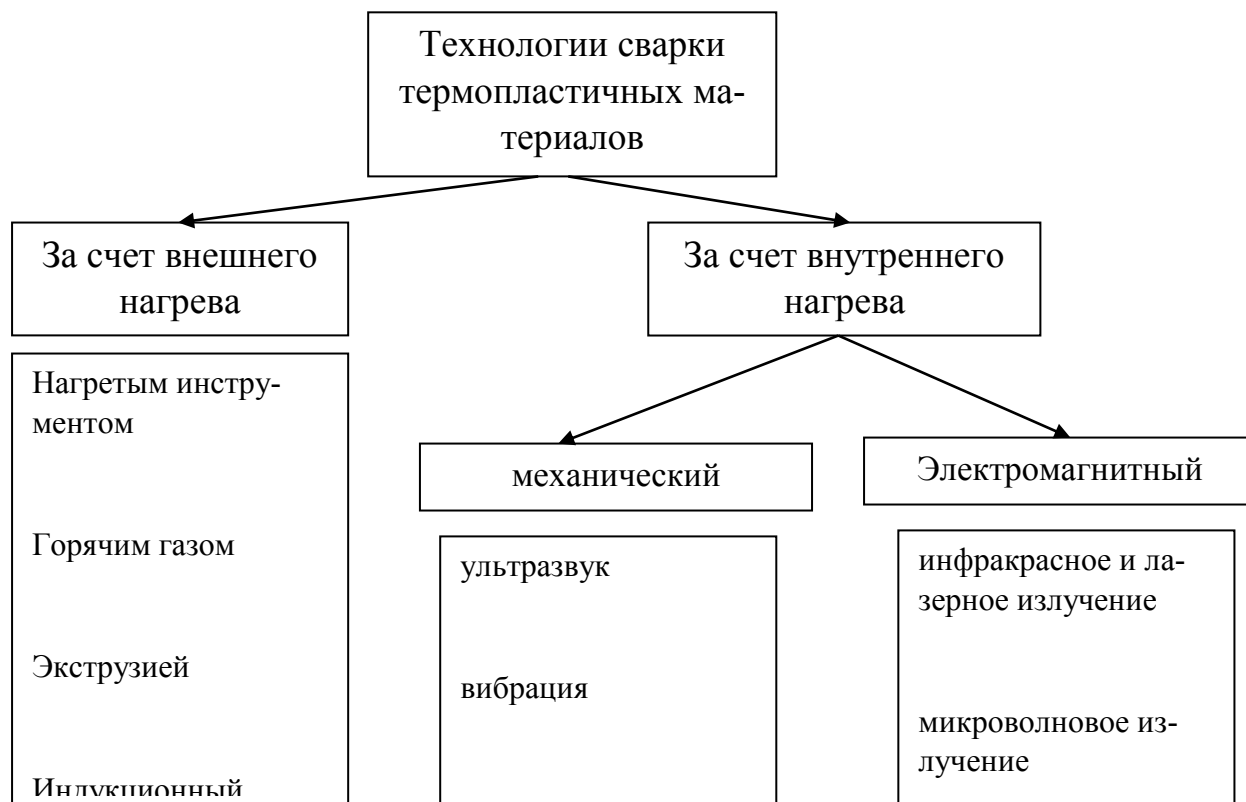 Технологии сварки
термопластичных ма-
териалов
За счет внешнего
нагрева
За счет внутреннего
нагрева
Нагретым инстру-
ментом
Горячим газом
Экструзией
Индукционный
механический
ультразвук
вибрация
Электромагнитный
инфракрасное и ла-
зерное излучение
микроволновое из-
лучение